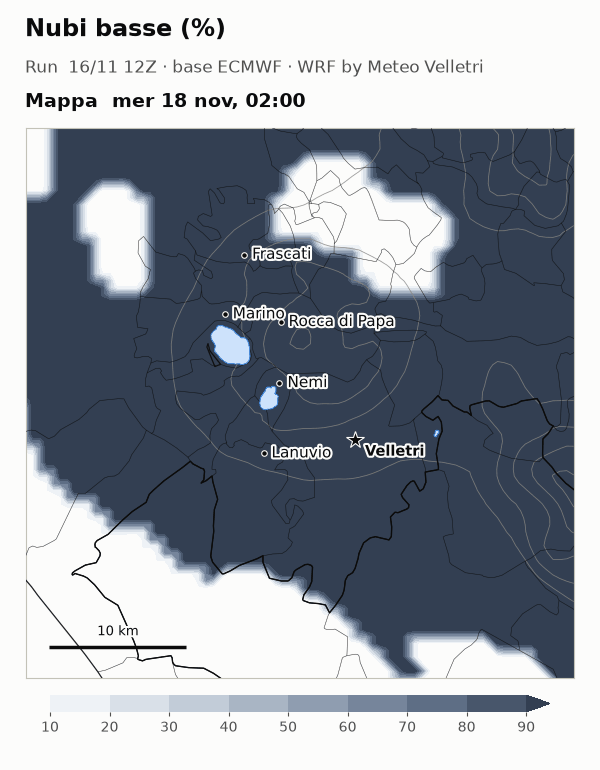 Nubi basse (%)
Run  16/11 12Z · base ECMWF · WRF by Meteo Velletri
Mappa  mer 18 nov, 02:00
Frascati
Marino
Rocca di Papa
Nemi
Velletri
Lanuvio
10 km
10 20 30 40 50 60 70 80 90